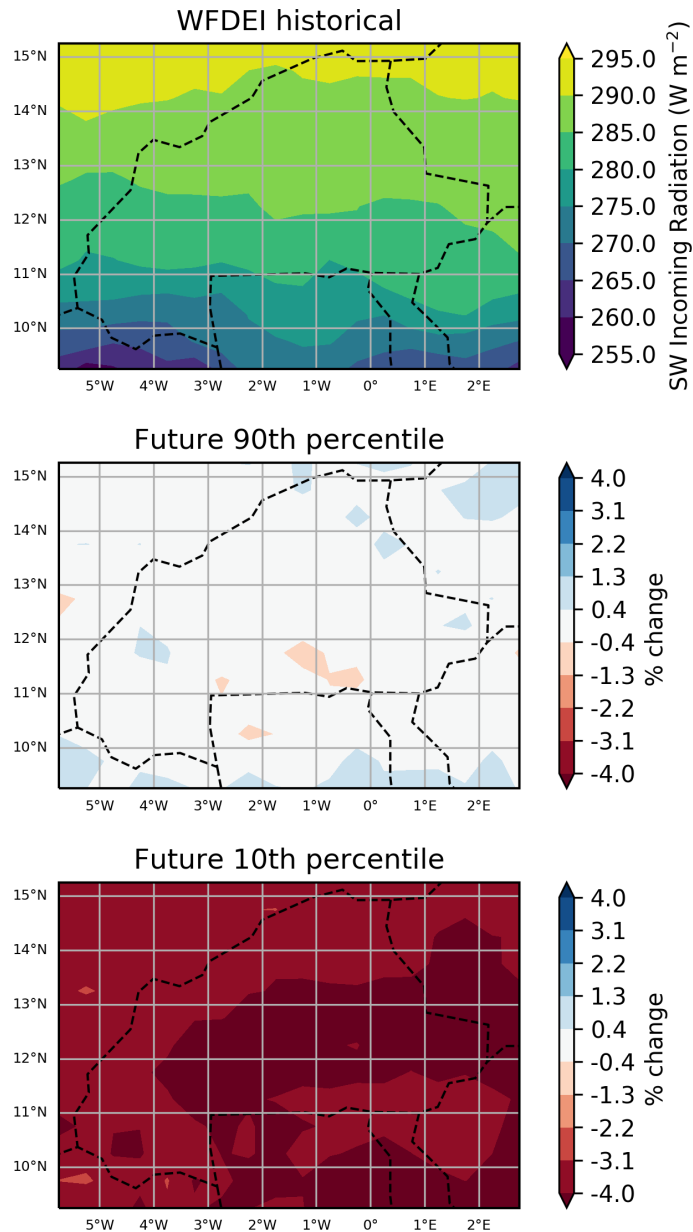 WFDEI historical
15°N
14°N
13°N
12°N
11°N
10°N
5°W 4°W 3°W 2°W 1°W 0° 1°E 2°E
295.0
290.0
285.0
280.0
275.0
270.0
265.0
260.0
255.0
SW Incoming Radiation (W m⁻²)
Future 90th percentile
15°N
14°N
13°N
12°N
11°N
10°N
5°W 4°W 3°W 2°W 1°W 0° 1°E 2°E
4.0
3.1
2.2
1.3
0.4
-0.4
-1.3
-2.2
-3.1
-4.0
% change
Future 10th percentile
15°N
14°N
13°N
12°N
11°N
10°N
5°W 4°W 3°W 2°W 1°W 0° 1°E 2°E
4.0
3.1
2.2
1.3
0.4
-0.4
-1.3
-2.2
-3.1
-4.0
% change